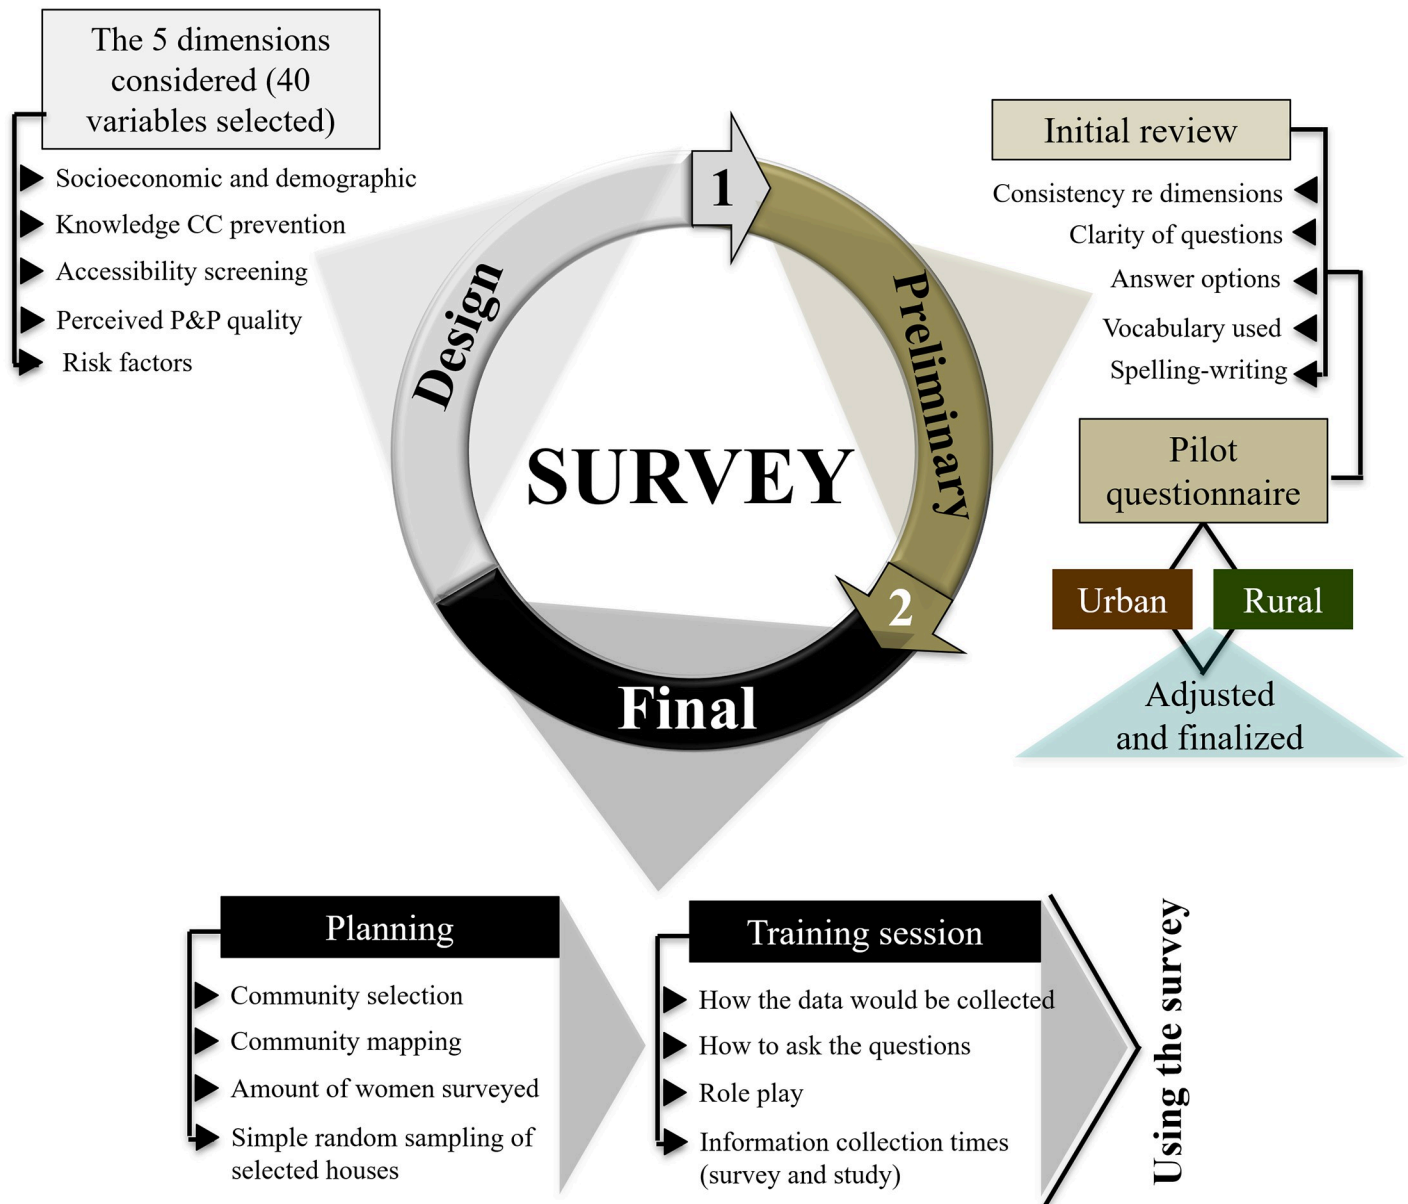 The 5 dimensions
considered (40
variables selected)
Socioeconomic and demographic
Knowledge CC prevention
Accessibility screening
Perceived P&P quality
Risk factors
Design
1
Preliminary
2
Final
SURVEY
Initial review
Consistency re dimensions
Clarity of questions
Answer options
Vocabulary used
Spelling-writing
Pilot
questionnaire
Urban
Rural
Adjusted
and finalized
Planning
Community selection
Community mapping
Amount of women surveyed
Simple random sampling of
selected houses
Training session
How the data would be collected
How to ask the questions
Role play
Information collection times
(survey and study)
Using the survey